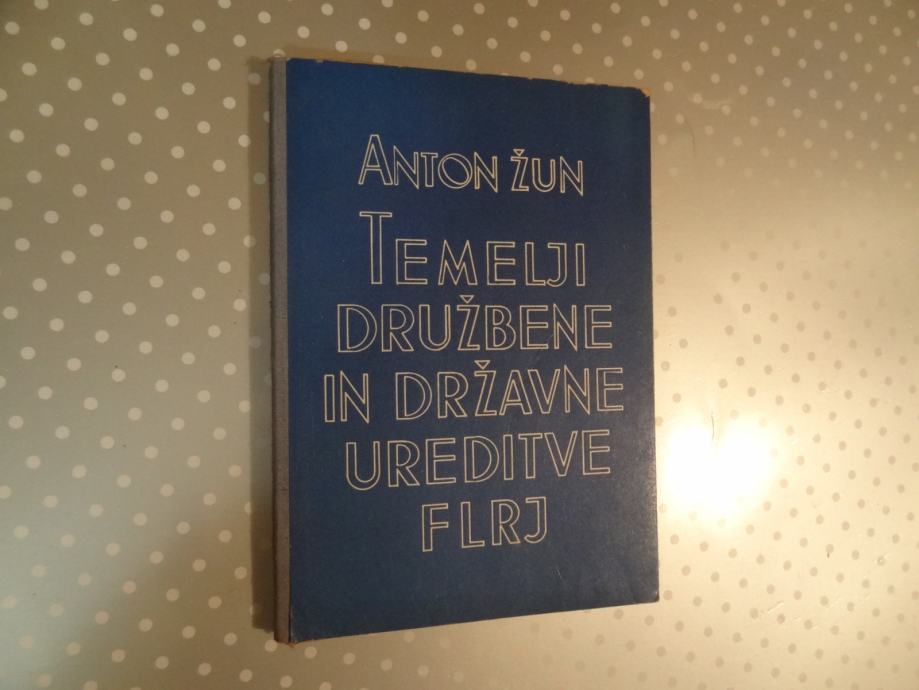 ANTON ŽUN
TEMELJI
DRUŽBENE
IN DRŽAVNE
UREDITVE
FLRJ